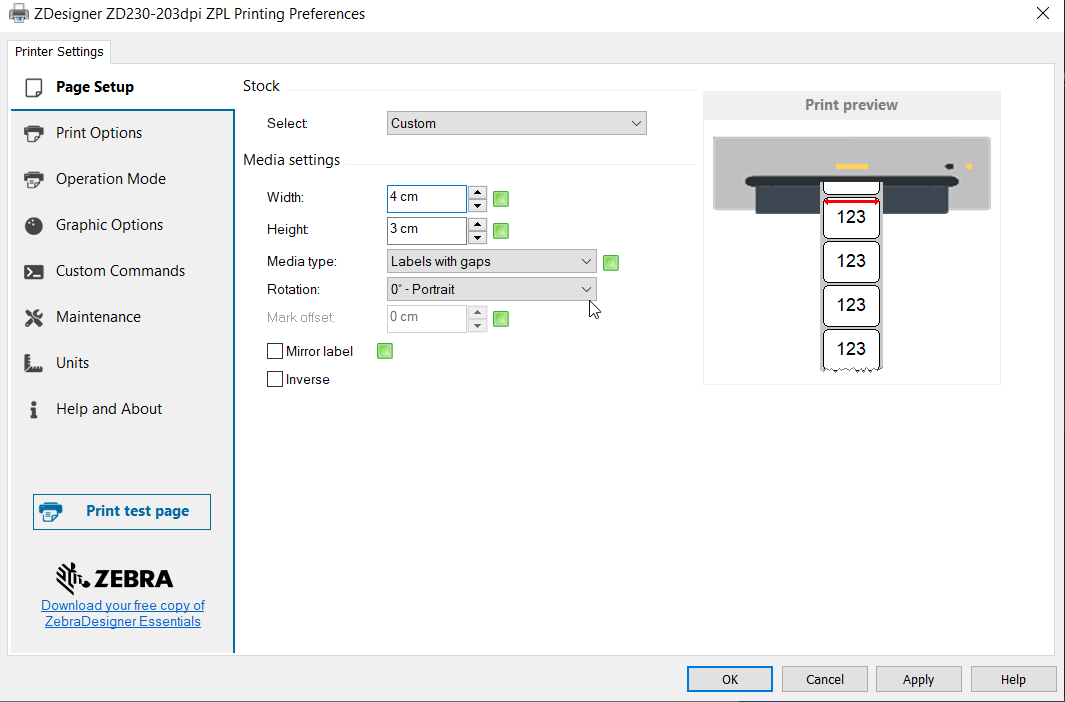 ZDesigner ZD230-203dpi ZPL Printing Preferences
Printer Settings
Page Setup
Print Options
Operation Mode
Graphic Options
Custom Commands
Maintenance
Units
Help and About
Print test page
ZEBRA
Download your free copy of
ZebraDesigner Essentials
Stock
Select: Custom
Media settings
Width: 4 cm
Height: 3 cm
Media type: Labels with gaps
Rotation: 0° - Portrait
Mark offset: 0 cm
Mirror label
Inverse
Print preview
123
123
123
123
OK Cancel Apply Help